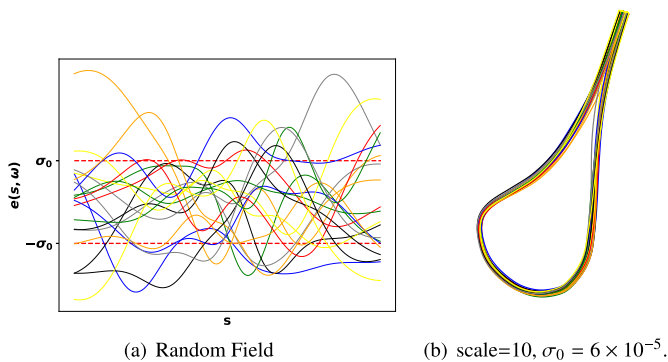 σ₀
e(s, ω)
−σ₀
s
(a) Random Field
(b) scale=10, σ₀ = 6 × 10⁻⁵.